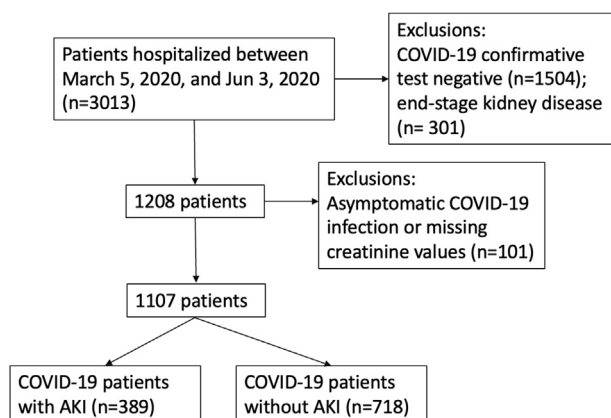 Patients hospitalized between
March 5, 2020, and Jun 3, 2020
(n=3013)
Exclusions:
COVID-19 confirmative
test negative (n=1504);
end-stage kidney disease
(n= 301)
1208 patients
Exclusions:
Asymptomatic COVID-19
infection or missing
creatinine values (n=101)
1107 patients
COVID-19 patients
with AKI (n=389)
COVID-19 patients
without AKI (n=718)